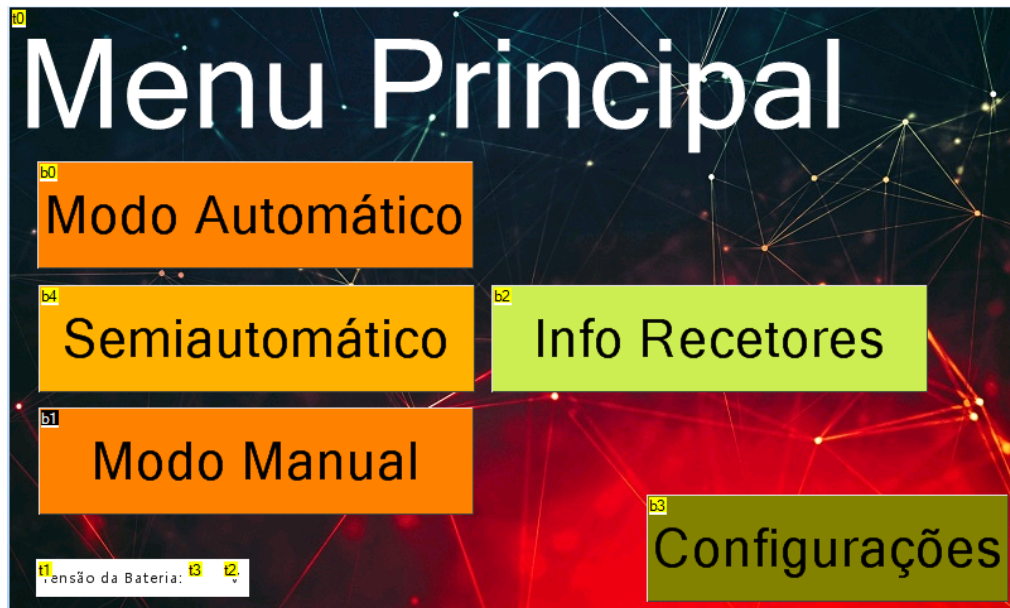 t0
Menu Principal
b0
Modo Automático
b4
Semiautomático
b2
Info Recetores
b1
Modo Manual
b3
Configurações
t1
Tensão da Bateria:
t3
t2
V